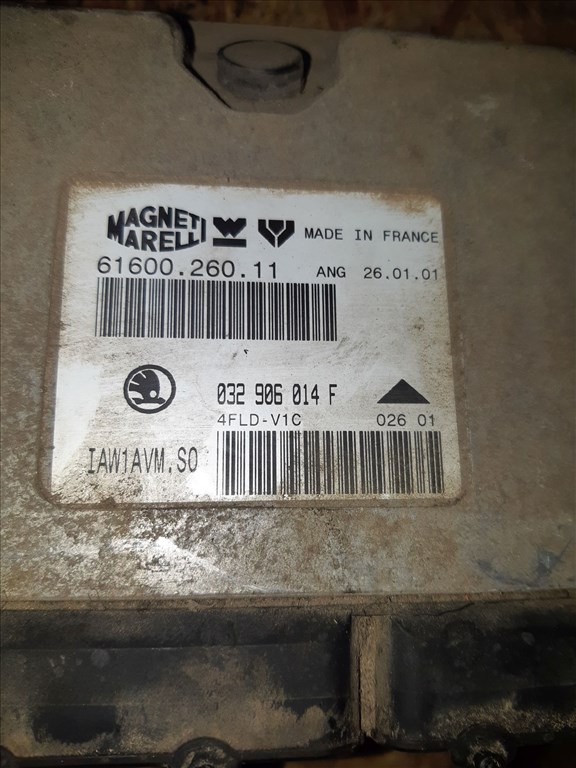 MAGNETI
MARELLI
MADE IN FRANCE
61600.260.11 ANG 26.01.01
032 906 014 F
4FLD-V1C 026 01
IAW1AVM.S0